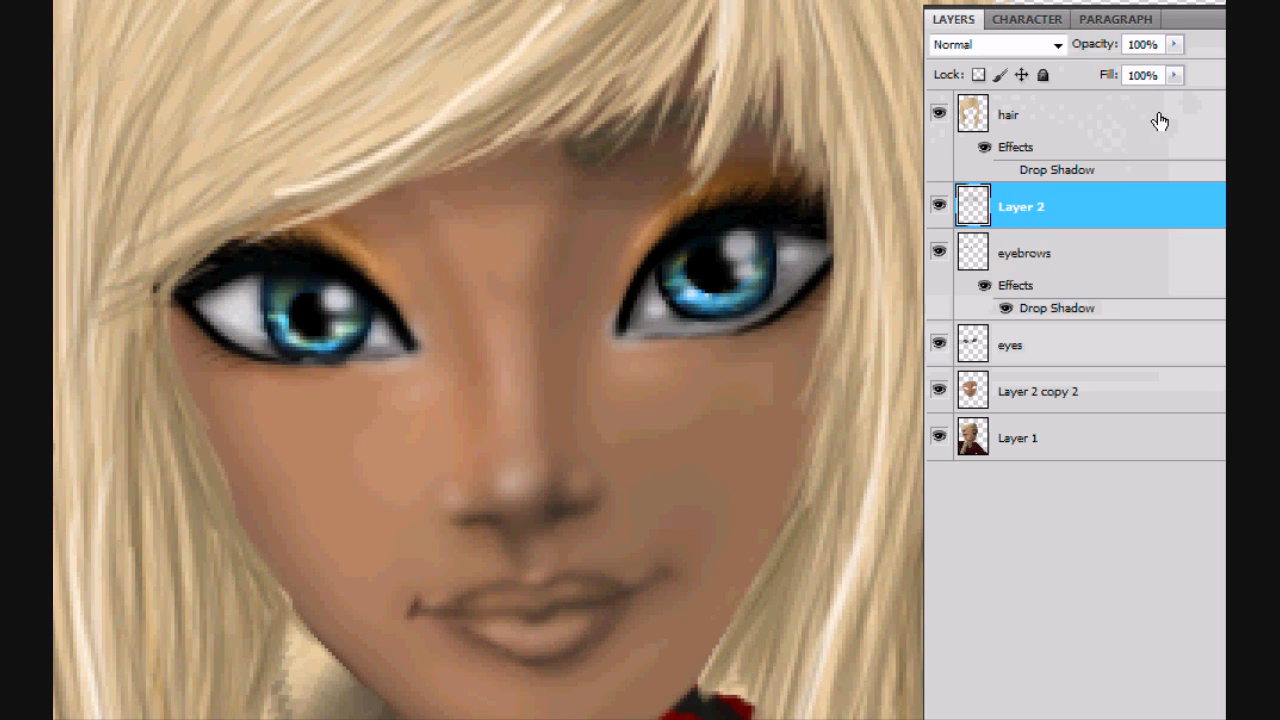 LAYERS CHARACTER PARAGRAPH
Normal Opacity: 100%
Lock: Fill: 100%
hair
Effects
Drop Shadow
Layer 2
eyebrows
Effects
Drop Shadow
eyes
Layer 2 copy 2
Layer 1